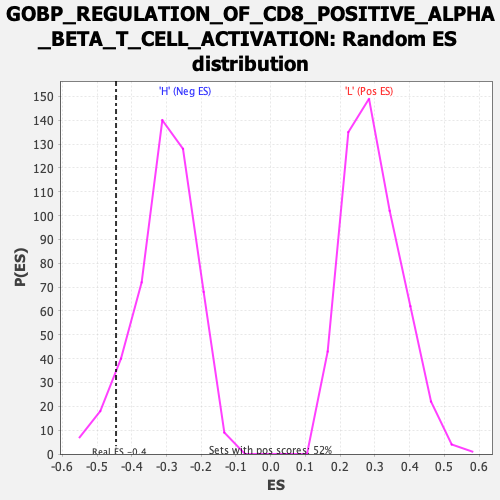 GOBP_REGULATION_OF_CD8_POSITIVE_ALPHA
_BETA_T_CELL_ACTIVATION: Random ES
distribution
'H' (Neg ES)
'L' (Pos ES)
150
140
130
120
110
100
90
80
70
60
50
40
30
20
10
0
P(ES)
Real ES -0.4
Sets with pos scores: 52%
-0.6 -0.5 -0.4 -0.3 -0.2 -0.1 0.0 0.1 0.2 0.3 0.4 0.5 0.6
ES